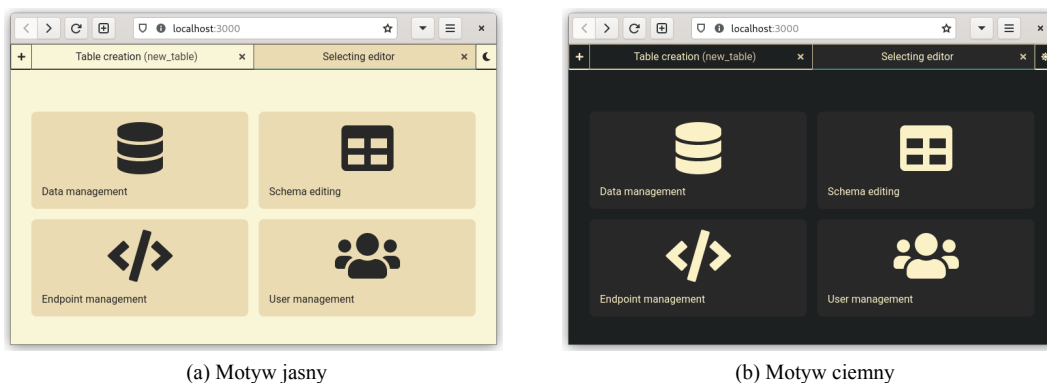 localhost:3000
Table creation (new_table)
Selecting editor
Data management
Schema editing
Endpoint management
User management
(a) Motyw jasny
localhost:3000
Table creation (new_table)
Selecting editor
Data management
Schema editing
Endpoint management
User management
(b) Motyw ciemny